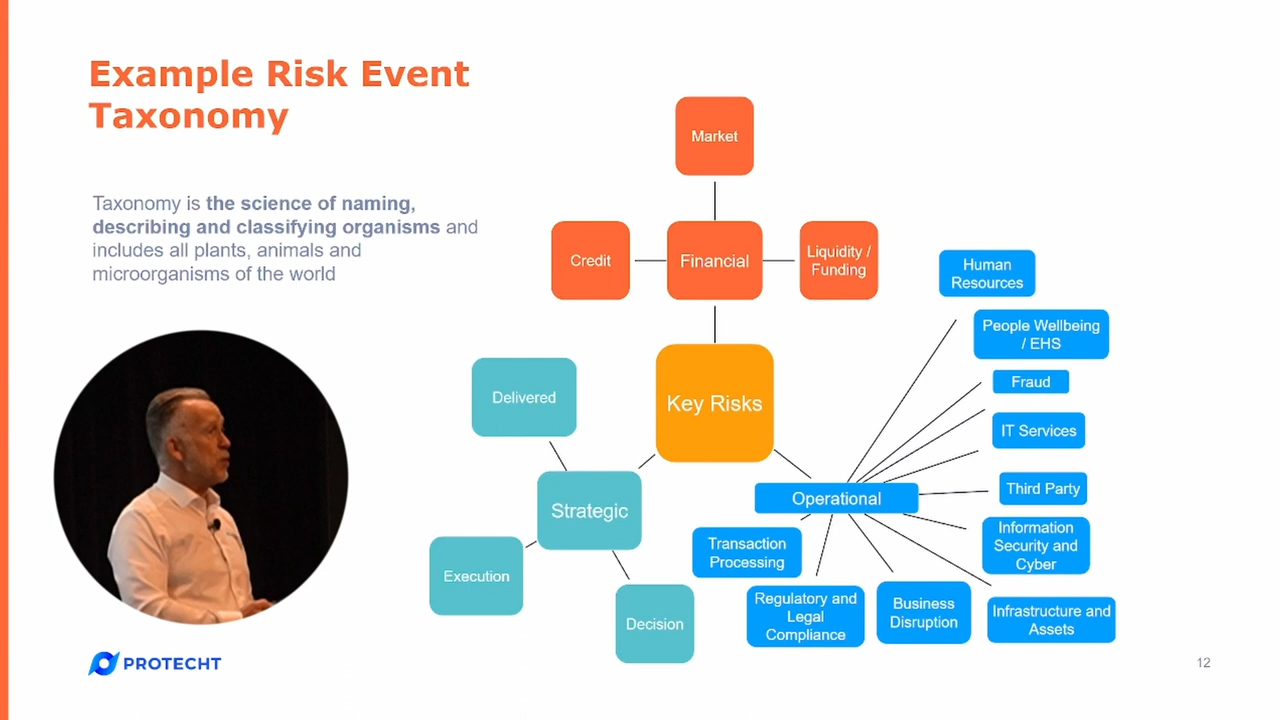 Example Risk Event
Taxonomy
Taxonomy is the science of naming,
describing and classifying organisms and
includes all plants, animals and
microorganisms of the world
Market
Credit
Financial
Liquidity /
Funding
Key Risks
Delivered
Strategic
Execution
Decision
Operational
Human
Resources
People Wellbeing
/ EHS
Fraud
IT Services
Third Party
Information
Security and
Cyber
Infrastructure and
Assets
Business
Disruption
Regulatory and
Legal
Compliance
Transaction
Processing
PROTECHT
12